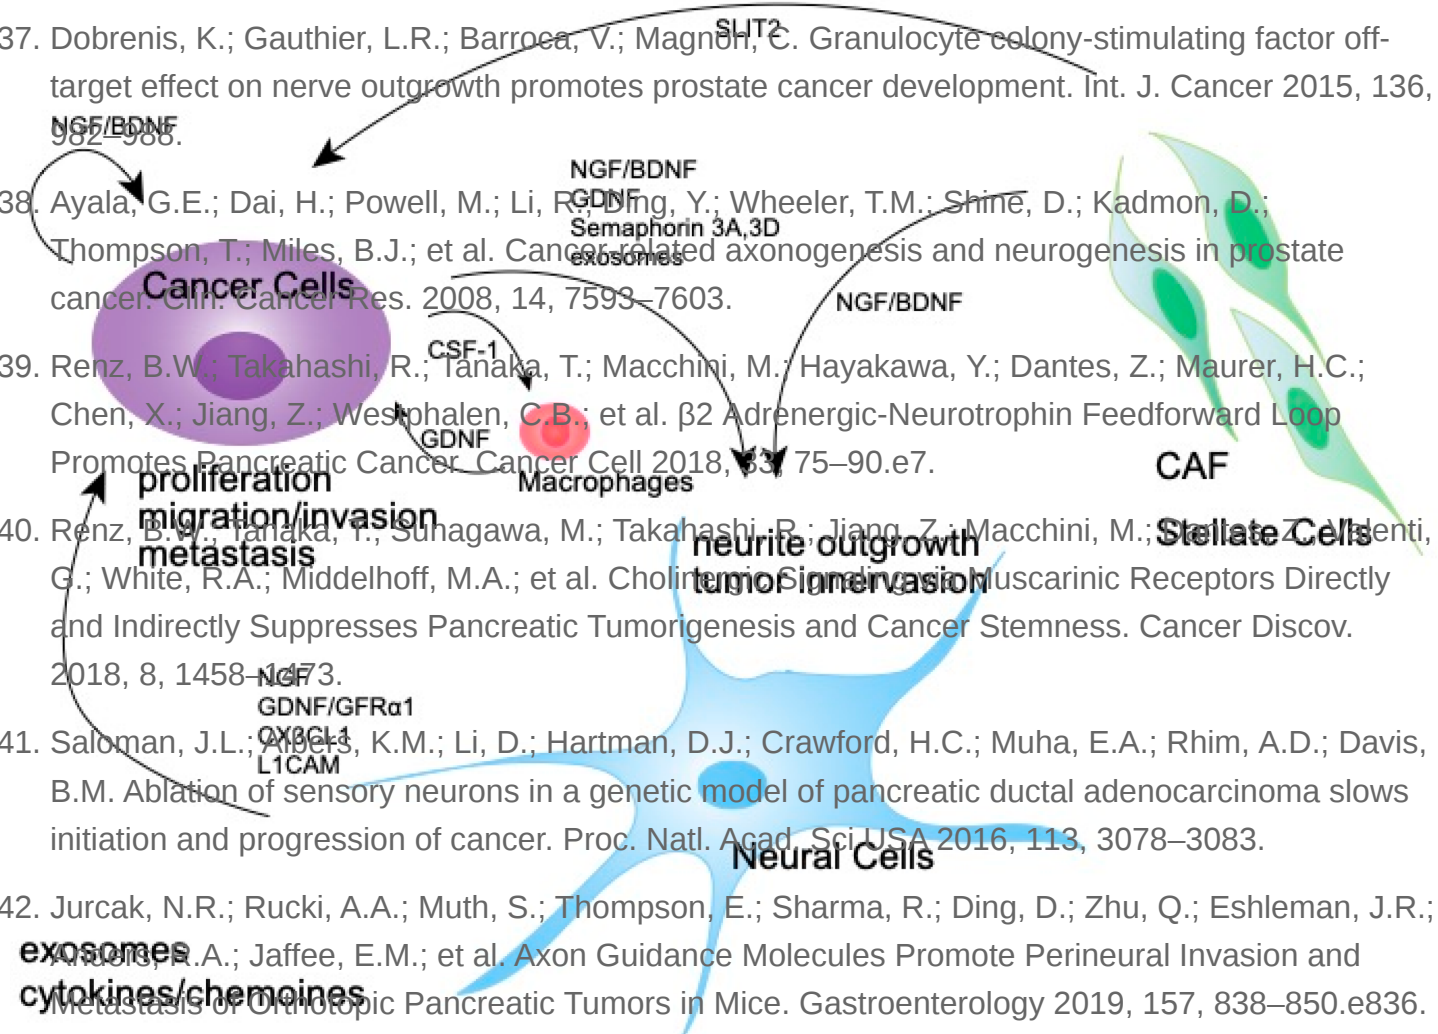 37. Dobrenis, K.; Gauthier, L.R.; Barroca, V.; Magnon, C. Granulocyte colony-stimulating factor off-
target effect on nerve outgrowth promotes prostate cancer development. Int. J. Cancer 2015, 136,
982–988.
38. Ayala, G.E.; Dai, H.; Powell, M.; Li, R.; Ding, Y.; Wheeler, T.M.; Shine, D.; Kadmon, D.;
Thompson, T.; Miles, B.J.; et al. Cancer-related axonogenesis and neurogenesis in prostate
cancer. Clin. Cancer Res. 2008, 14, 7593–7603.
39. Renz, B.W.; Takahashi, R.; Tanaka, T.; Macchini, M.; Hayakawa, Y.; Dantes, Z.; Maurer, H.C.;
Chen, X.; Jiang, Z.; Westphalen, C.B.; et al. β2 Adrenergic-Neurotrophin Feedforward Loop
Promotes Pancreatic Cancer. Cancer Cell 2018, 33, 75–90.e7.
40. Renz, B.W.; Tanaka, T.; Sunagawa, M.; Takahashi, R.; Jiang, Z.; Macchini, M.; Dantes, Z.; Valenti,
G.; White, R.A.; Middelhoff, M.A.; et al. Cholinergic Signaling via Muscarinic Receptors Directly
and Indirectly Suppresses Pancreatic Tumorigenesis and Cancer Stemness. Cancer Discov.
2018, 8, 1458–1473.
41. Saloman, J.L.; Albers, K.M.; Li, D.; Hartman, D.J.; Crawford, H.C.; Muha, E.A.; Rhim, A.D.; Davis,
B.M. Ablation of sensory neurons in a genetic model of pancreatic ductal adenocarcinoma slows
initiation and progression of cancer. Proc. Natl. Acad. Sci USA 2016, 113, 3078–3083.
42. Jurcak, N.R.; Rucki, A.A.; Muth, S.; Thompson, E.; Sharma, R.; Ding, D.; Zhu, Q.; Eshleman, J.R.;
Anders, R.A.; Jaffee, E.M.; et al. Axon Guidance Molecules Promote Perineural Invasion and
Metastasis of Orthotopic Pancreatic Tumors in Mice. Gastroenterology 2019, 157, 838–850.e836.
SLIT2
NGF/BDNF
NGF/BDNF
GDNF
Semaphorin 3A,3D
exosomes
Cancer Cells
NGF/BDNF
CSF-1
GDNF
Macrophages
CAF
Stellate Cells
proliferation
migration/invasion
metastasis
neurite outgrowth
tumor innervasion
NGF
GDNF/GFRα1
CX3CL1
L1CAM
Neural Cells
exosomes
cytokines/chemoines